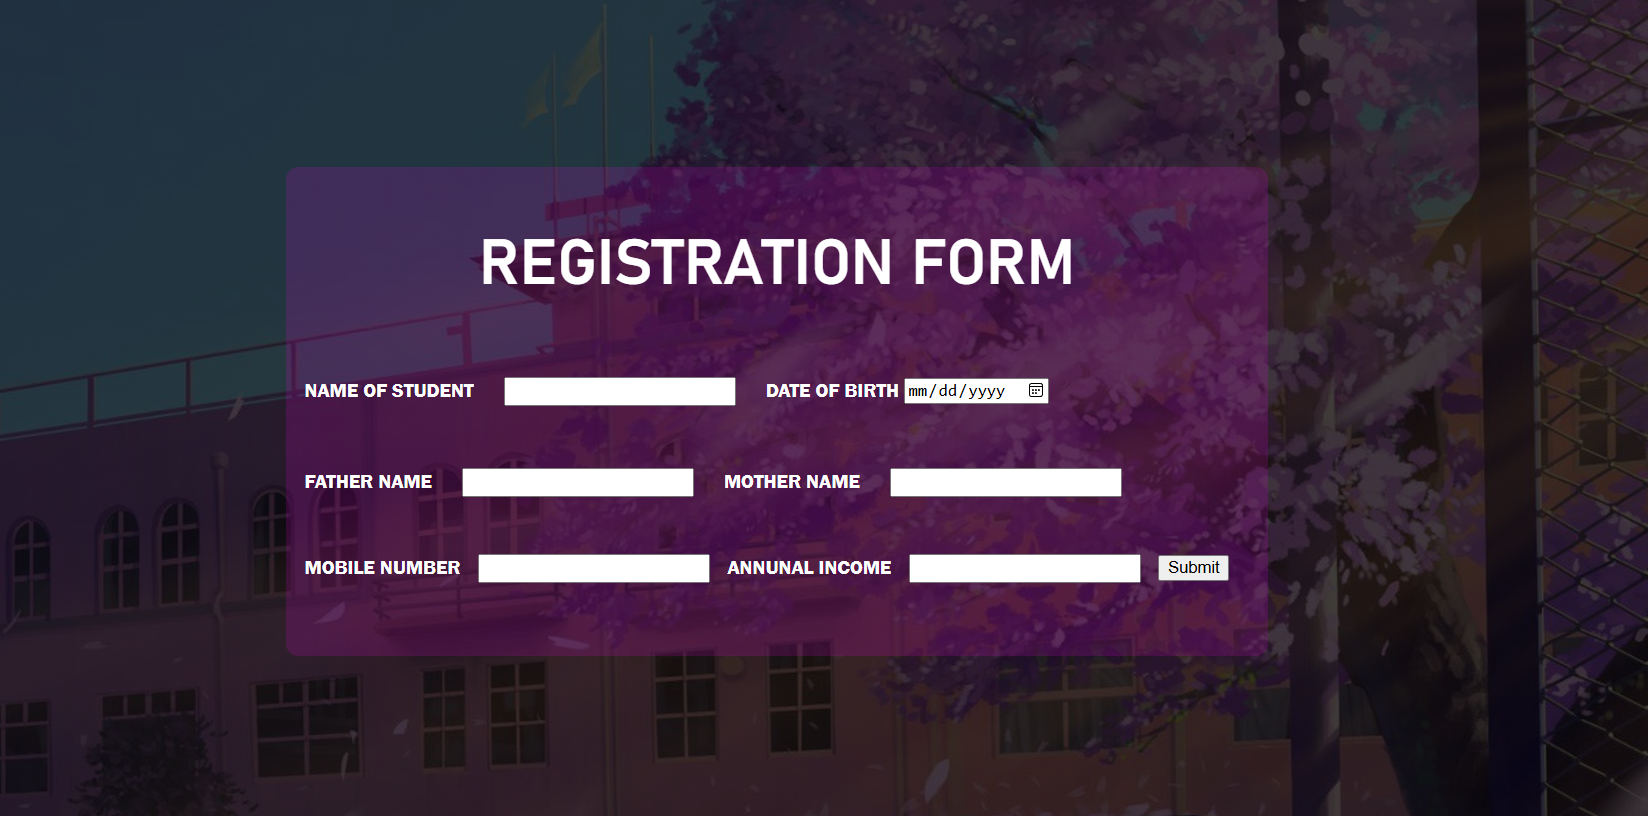 REGISTRATION FORM
NAME OF STUDENT DATE OF BIRTH mm/dd/yyyy
FATHER NAME MOTHER NAME
MOBILE NUMBER ANNUNAL INCOME Submit